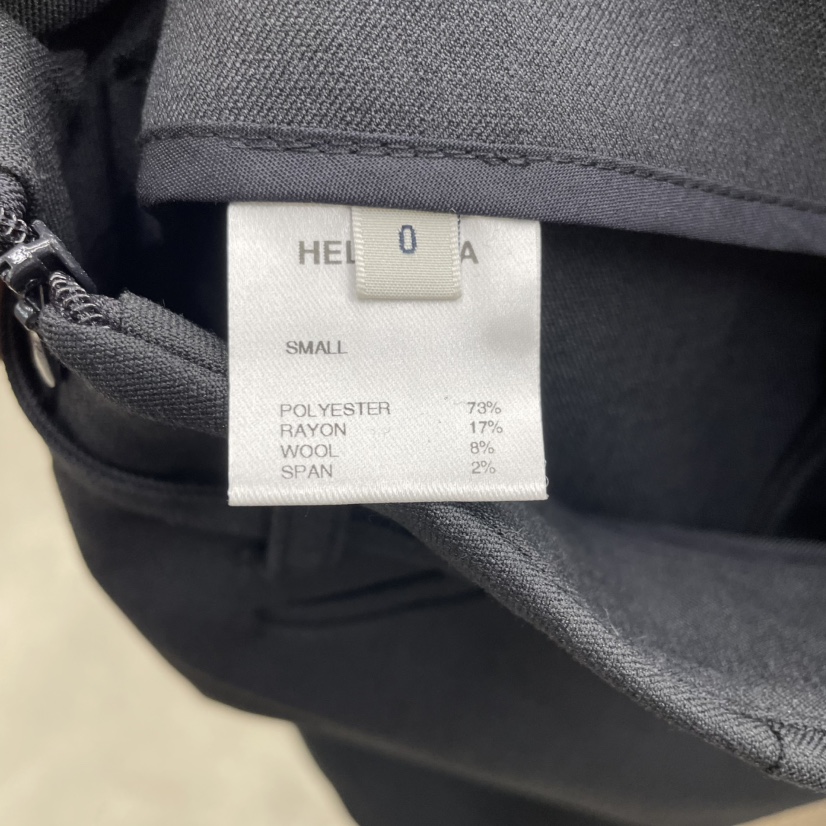 0
SMALL
POLYESTER 73%
RAYON 17%
WOOL 8%
SPAN 2%